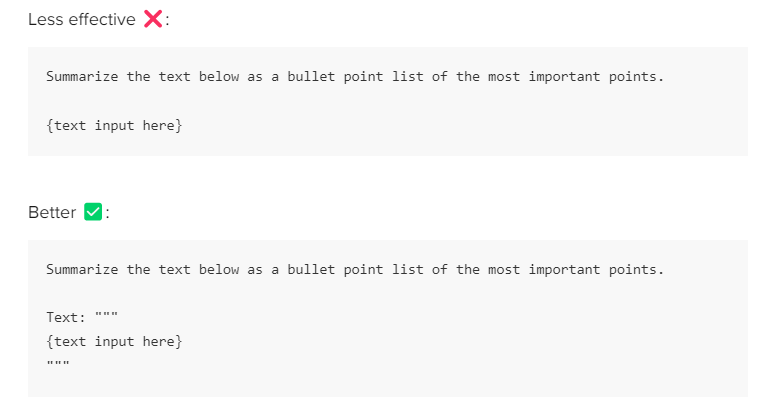 Less effective ❌:
Summarize the text below as a bullet point list of the most important points.
{text input here}
Better ✅:
Summarize the text below as a bullet point list of the most important points.
Text: """
{text input here}
"""